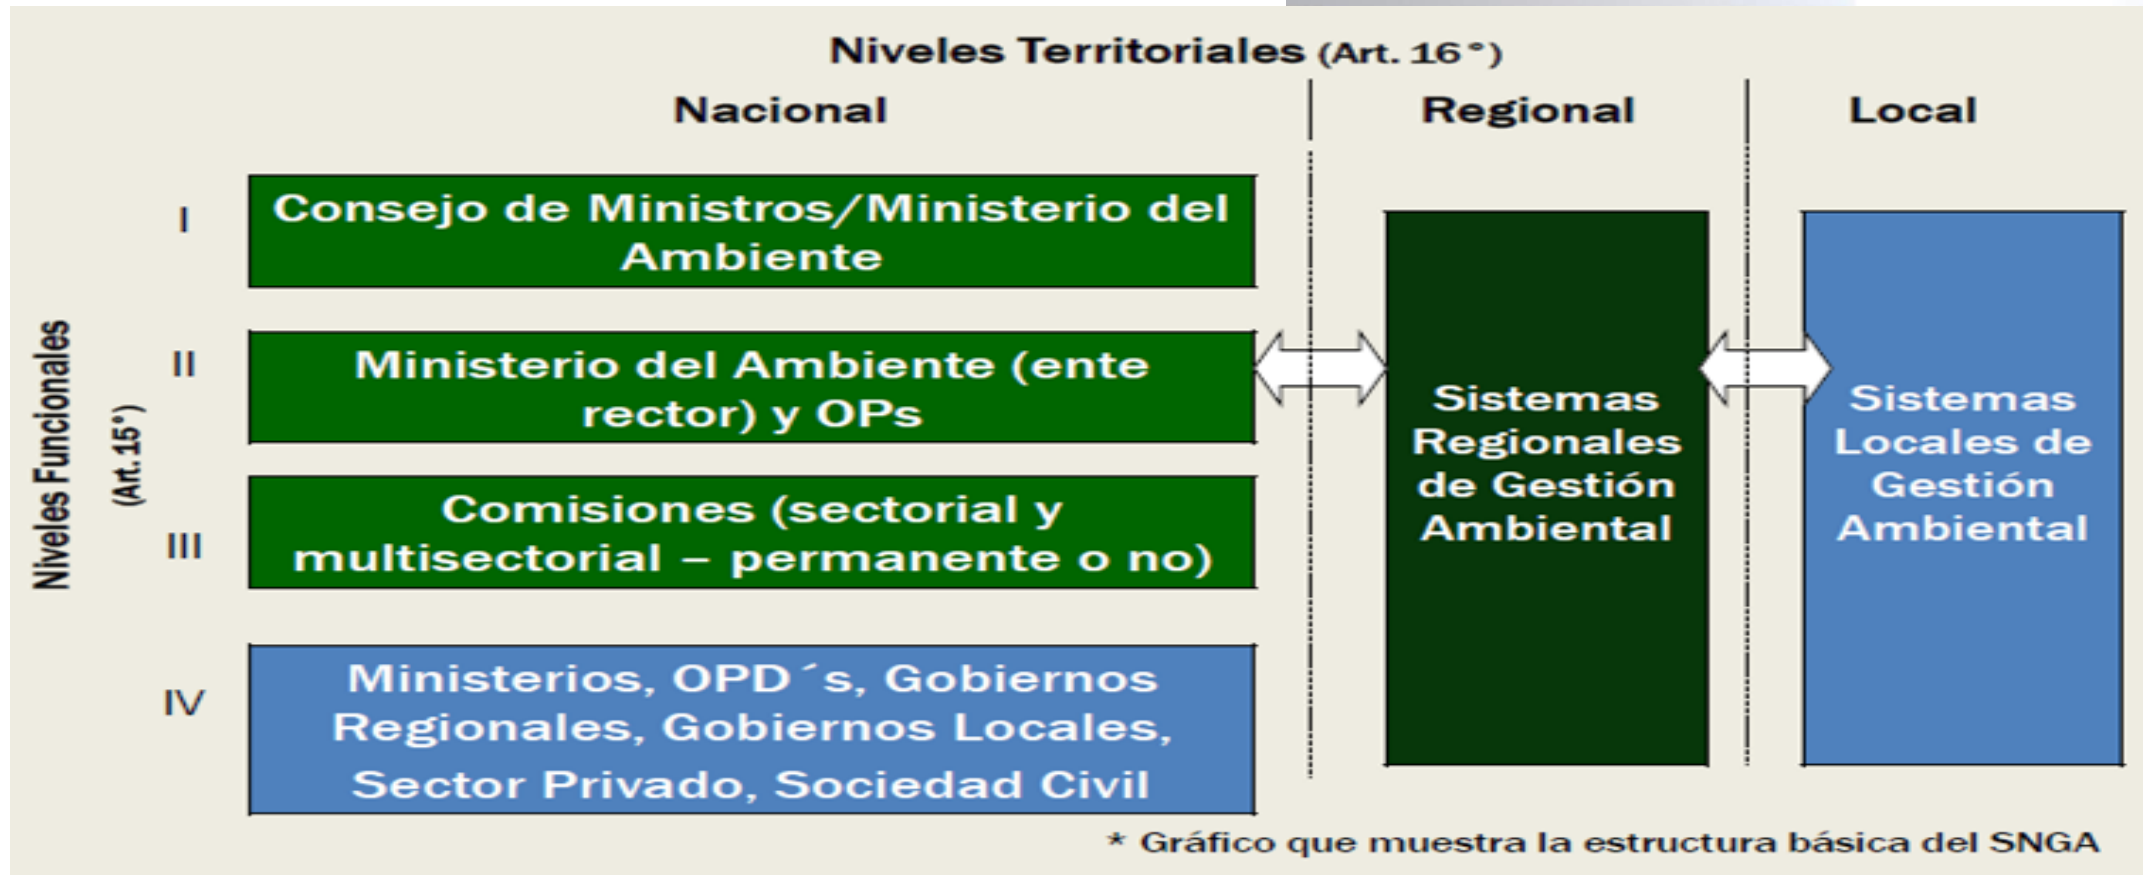 Niveles Territoriales (Art. 16°)
Nacional
Regional
Local
Niveles Funcionales
(Art. 15°)
I
Consejo de Ministros/Ministerio del
Ambiente
II
Ministerio del Ambiente (ente
rector) y OPs
III
Comisiones (sectorial y
multisectorial – permanente o no)
IV
Ministerios, OPD´s, Gobiernos
Regionales, Gobiernos Locales,
Sector Privado, Sociedad Civil
Sistemas
Regionales
de Gestión
Ambiental
Sistemas
Locales de
Gestión
Ambiental
* Gráfico que muestra la estructura básica del SNGA